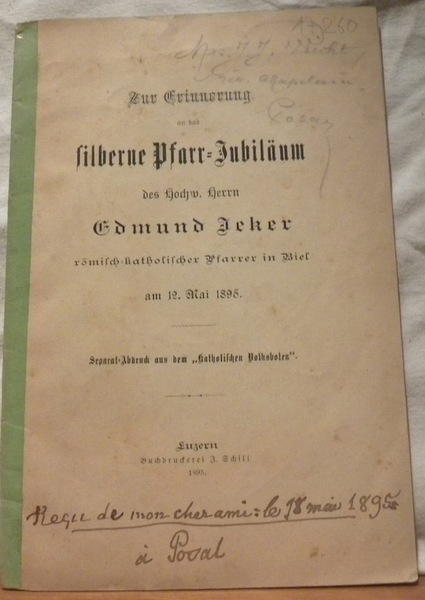 Zur Erinnerung
an das
silberne Pfarr-Jubiläum
des Hochw. Herrn
Edmund Jeker
römisch-katholischer Pfarrer in Biel
am 12. Mai 1895.
Separat-Abdruck aus dem „Katholischen Volksboten".
Luzern
Buchdruckerei J. Schill
1895.
Reçu de mon cher ami: le 18 mai 1895
à Posal